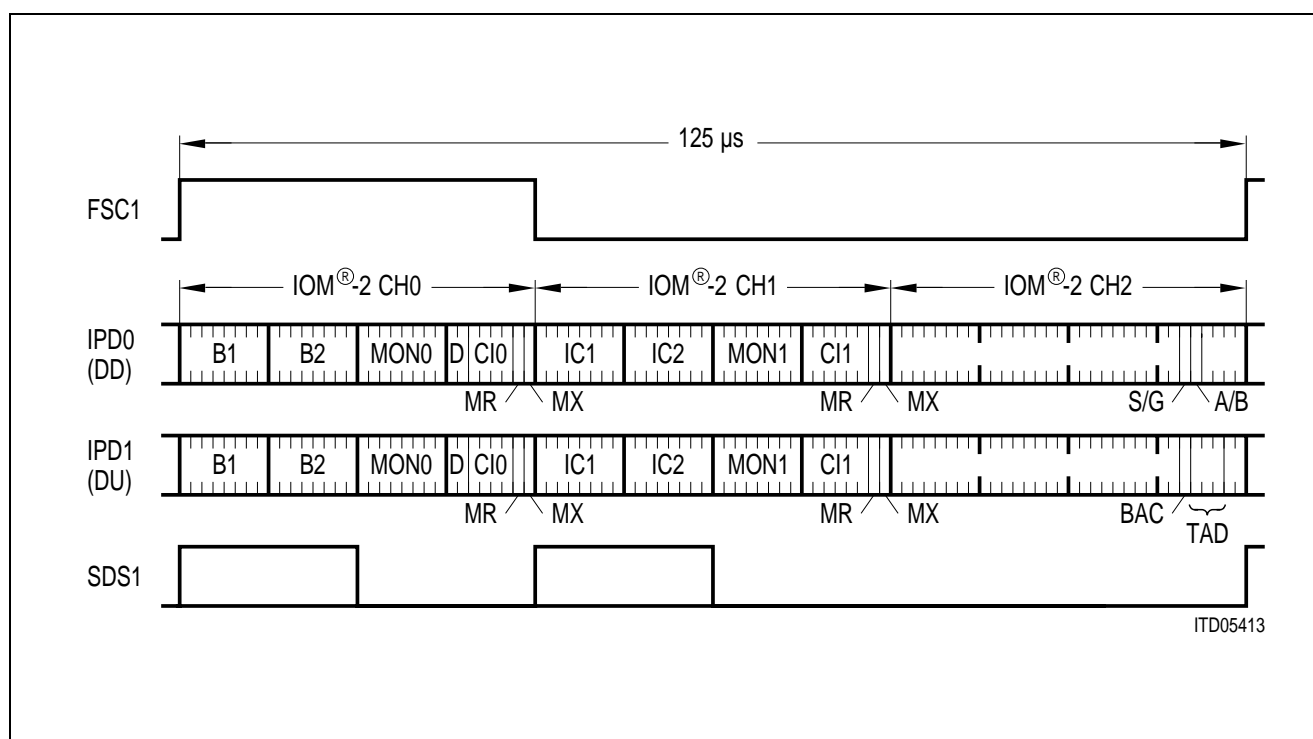 125 µs
FSC1
IOM®-2 CH0 IOM®-2 CH1 IOM®-2 CH2
IPD0 (DD)
B1 B2 MON0 D CI0 IC1 IC2 MON1 CI1
MR MX MR MX S/G A/B
IPD1 (DU)
B1 B2 MON0 D CI0 IC1 IC2 MON1 CI1
MR MX MR MX BAC TAD
SDS1
ITD05413